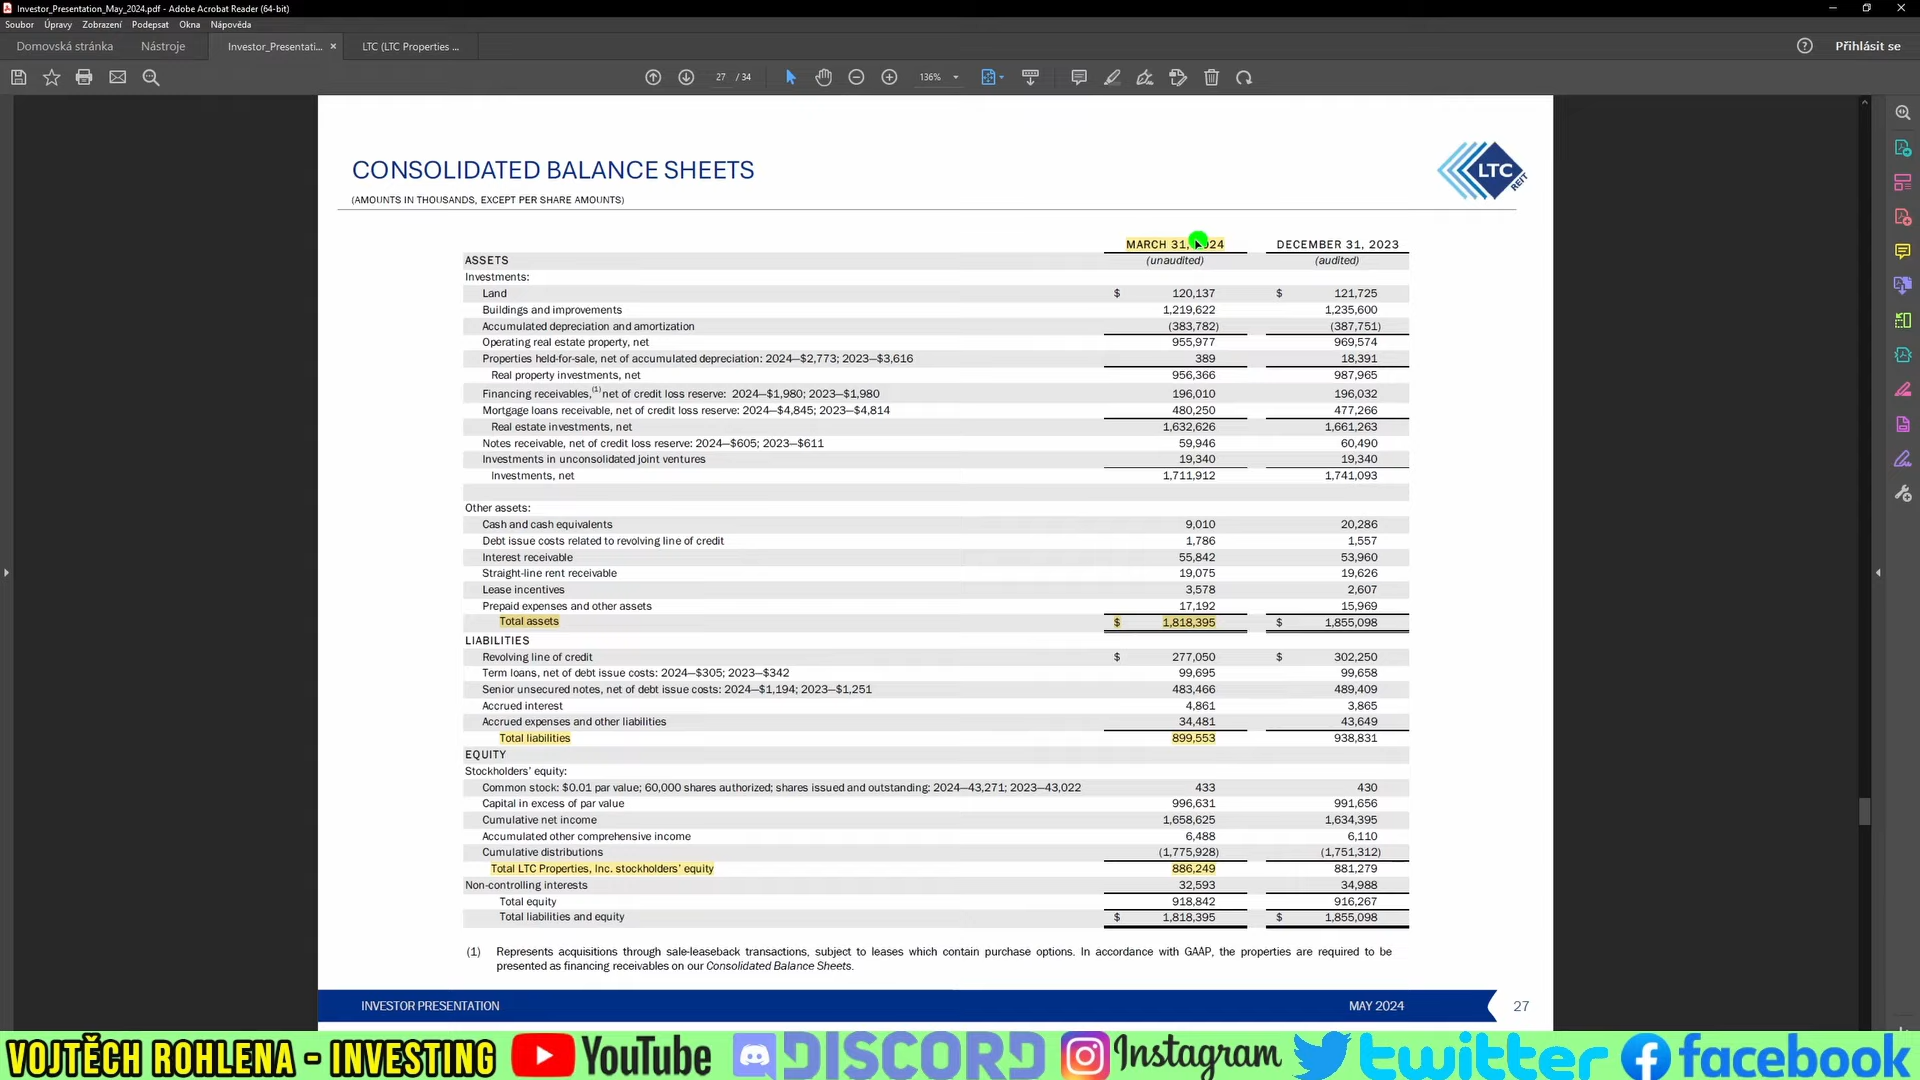 Investor_Presentation_May_2024.pdf - Adobe Acrobat Reader (64-bit)
Soubor Úpravy Zobrazení Podepsat Okna Nápověda
Domovská stránka Nástroje Investor_Presentati... × LTC (LTC Properties ... Přihlásit se
27 / 34 136%
CONSOLIDATED BALANCE SHEETS
(AMOUNTS IN THOUSANDS, EXCEPT PER SHARE AMOUNTS)
LTC
REIT
MARCH 31, 2024 DECEMBER 31, 2023
ASSETS (unaudited) (audited)
Investments:
Land $ 120,137 $ 121,725
Buildings and improvements 1,219,622 1,235,600
Accumulated depreciation and amortization (383,782) (387,751)
Operating real estate property, net 955,977 969,574
Properties held-for-sale, net of accumulated depreciation: 2024—$2,773; 2023—$3,616 389 18,391
Real property investments, net 956,366 987,965
Financing receivables,(1) net of credit loss reserve: 2024—$1,980; 2023—$1,980 196,010 196,032
Mortgage loans receivable, net of credit loss reserve: 2024—$4,845; 2023—$4,814 480,250 477,266
Real estate investments, net 1,632,626 1,661,263
Notes receivable, net of credit loss reserve: 2024—$605; 2023—$611 59,946 60,490
Investments in unconsolidated joint ventures 19,340 19,340
Investments, net 1,711,912 1,741,093
Other assets:
Cash and cash equivalents 9,010 20,286
Debt issue costs related to revolving line of credit 1,786 1,557
Interest receivable 55,842 53,960
Straight-line rent receivable 19,075 19,626
Lease incentives 3,578 2,607
Prepaid expenses and other assets 17,192 15,969
Total assets $ 1,818,395 $ 1,855,098
LIABILITIES
Revolving line of credit $ 277,050 $ 302,250
Term loans, net of debt issue costs: 2024—$305; 2023—$342 99,695 99,658
Senior unsecured notes, net of debt issue costs: 2024—$1,194; 2023—$1,251 483,466 489,409
Accrued interest 4,861 3,865
Accrued expenses and other liabilities 34,481 43,649
Total liabilities 899,553 938,831
EQUITY
Stockholders' equity:
Common stock: $0.01 par value; 60,000 shares authorized; shares issued and outstanding: 2024—43,271; 2023—43,022 433 430
Capital in excess of par value 996,631 991,656
Cumulative net income 1,658,625 1,634,395
Accumulated other comprehensive income 6,488 6,110
Cumulative distributions (1,775,928) (1,751,312)
Total LTC Properties, Inc. stockholders' equity 886,249 881,279
Non-controlling interests 32,593 34,988
Total equity 918,842 916,267
Total liabilities and equity $ 1,818,395 $ 1,855,098
(1) Represents acquisitions through sale-leaseback transactions, subject to leases which contain purchase options. In accordance with GAAP, the properties are required to be
presented as financing receivables on our Consolidated Balance Sheets.
INVESTOR PRESENTATION MAY 2024 27
VOJTĚCH ROHLENA - INVESTING YouTube DISCORD Instagram twitter facebook